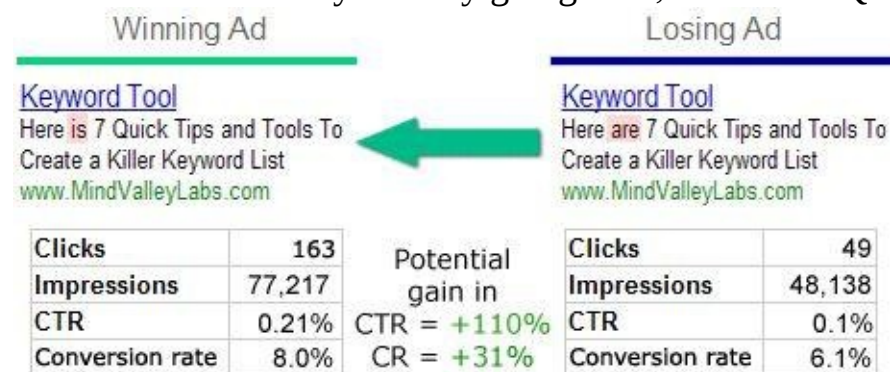 Winning Ad
Losing Ad
Keyword Tool
Here is 7 Quick Tips and Tools To
Create a Killer Keyword List
www.MindValleyLabs.com
Keyword Tool
Here are 7 Quick Tips and Tools To
Create a Killer Keyword List
www.MindValleyLabs.com
Clicks 163
Impressions 77,217
CTR 0.21%
Conversion rate 8.0%
Potential
gain in
CTR = +110%
CR = +31%
Clicks 49
Impressions 48,138
CTR 0.1%
Conversion rate 6.1%